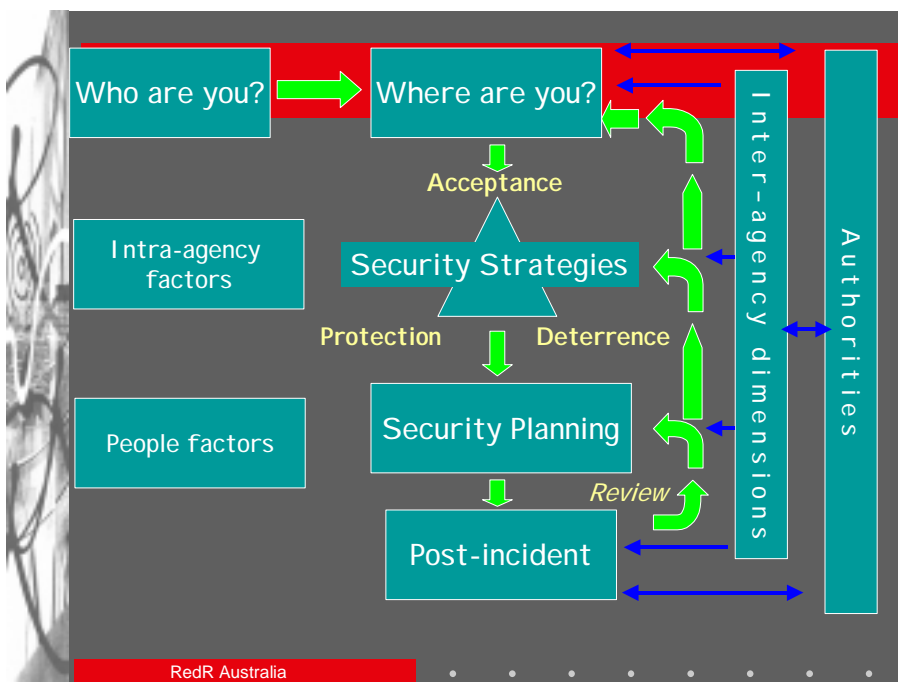 Who are you?
Where are you?
Acceptance
Intra-agency
factors
Security Strategies
Protection
Deterrence
People factors
Security Planning
Review
Post-incident
Inter-agency dimensions
Authorities
RedR Australia